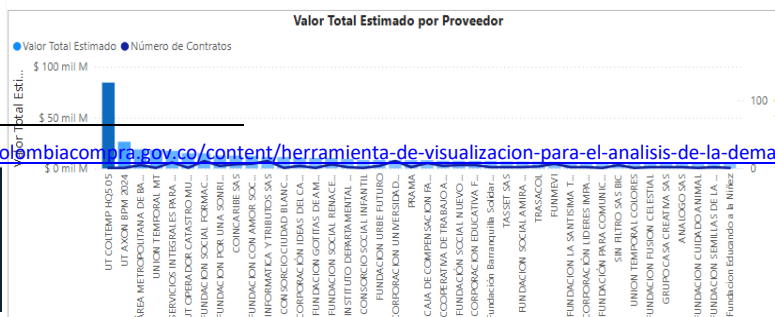 Valor Total Estimado por Proveedor
Valor Total Estimado Número de Contratos
Valor Total Esti...
$ 100 mil M
$ 50 mil M
$ 0 mil M
100
0
olombiacompra.gov.co/content/herramienta-de-visualizacion-para-el-analisis-de-la-dema
UT COLTEMP HQ5 05
UT AXON BPM 2024
ÁREA METROPOLITANA DE BA...
UNION TEMPORAL MT
SERVICIOS INTEGRALES PARA ...
UT OPERADOR CATASTRO MU...
FUNDACION SOCIAL FORMAC...
FUNDACION POR UNA SONRI...
COINCARIBE SAS
FUNDACION CON AMOR SOC...
INFORMATICA Y TRIBUTOS SAS
CONSORCIO CIUDAD BLANC...
CORPORACIÓN IDEAS DEL CA...
FUNDACION GOTITAS DE AM...
FUNDACION SOCIAL RENACE...
INSTITUTO DEPARTAMENTAL ...
CONSORCIO SOCIAL INFANTIL
FUNDACION URBE FUTURO
CORPORACION UNIVERSIDAD...
PRAMA
CAJA DE COMPENSACION FA...
COOPERATIVA DE TRABAJO A...
FUNDACIÓN SOCIAL NUEVO ...
CORPORACION EDUCATIVA F...
Fundación Barranquilla Solidar...
TASSET SAS
FUNDACION SOCIAL AMIRA ...
TRASACOL
FUNMEVI
FUNDACION LA SANTISIMA T...
CORPORACIÓN LIDERES IMPA...
FUNDACIÓN PARA COMUNIC...
SIN FILTRO SAS BIC
UNION TEMPORAL COLORES
FUNDACION FUSION CELESTIAL
GRUPO CASA CREATIVA SAS
ANALOGO SAS
FUNDACION CUIDADO ANIMAL
FUNDACION SEMILLAS DE LA...
Fundacion Educando a la Niñez